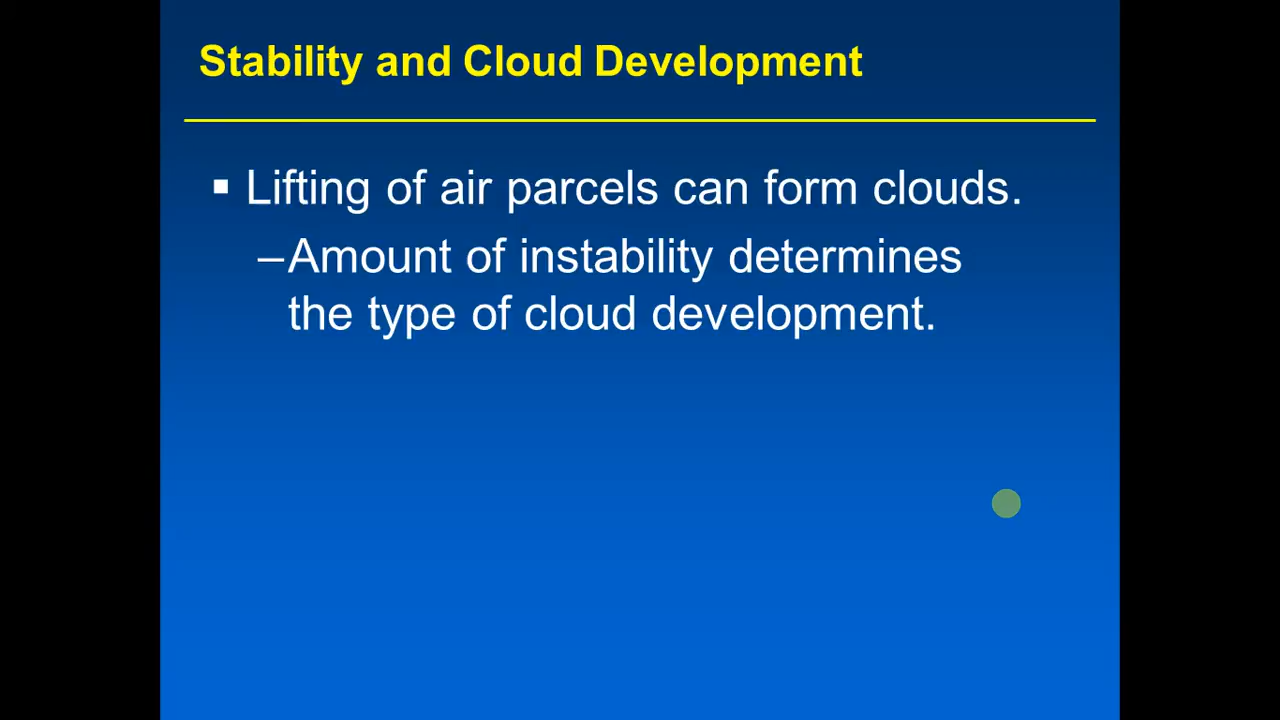 Stability and Cloud Development
▪ Lifting of air parcels can form clouds.
–Amount of instability determines
the type of cloud development.